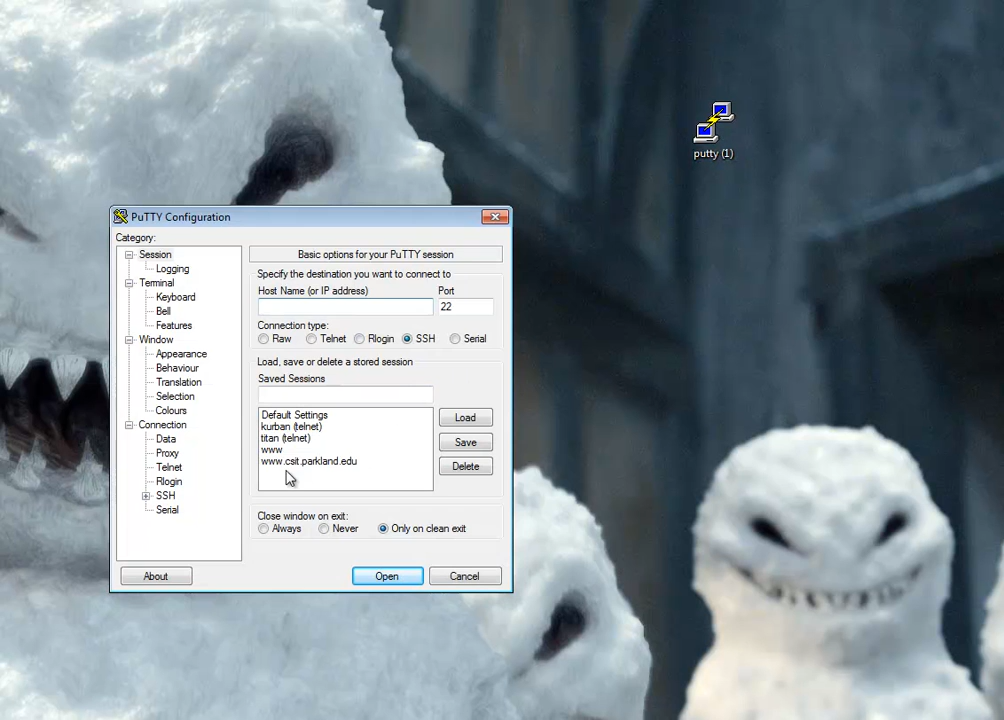 putty (1)
PuTTY Configuration
Category:
Session
Logging
Terminal
Keyboard
Bell
Features
Window
Appearance
Behaviour
Translation
Selection
Colours
Connection
Data
Proxy
Telnet
Rlogin
SSH
Serial
Basic options for your PuTTY session
Specify the destination you want to connect to
Host Name (or IP address) Port
22
Connection type:
Raw Telnet Rlogin SSH Serial
Load, save or delete a stored session
Saved Sessions
Default Settings
kurban (telnet)
titan (telnet)
www
www.csit.parkland.edu
Load
Save
Delete
Close window on exit:
Always Never Only on clean exit
About Open Cancel